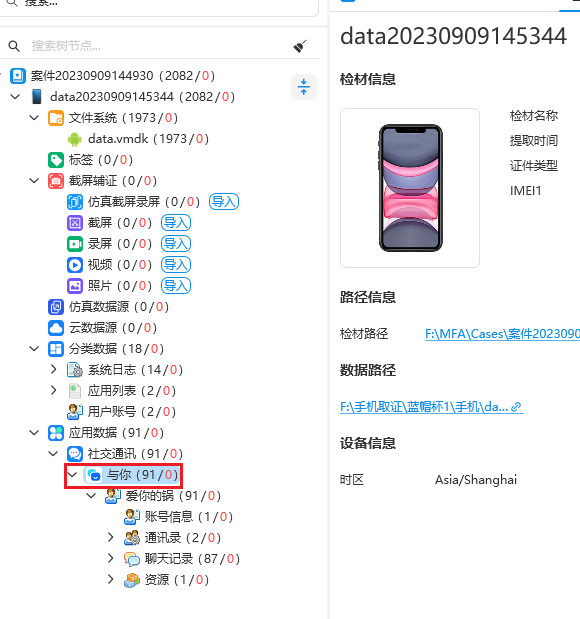 搜索...
搜索树节点...
案件20230909144930 (2082/0)
data20230909145344 (2082/0)
文件系统 (1973/0)
data.vmdk (1973/0)
标签 (0/0)
截屏辅证 (0/0)
仿真截屏录屏 (0/0) 导入
截屏 (0/0) 导入
录屏 (0/0) 导入
视频 (0/0) 导入
照片 (0/0) 导入
仿真数据源 (0/0)
云数据源 (0/0)
分类数据 (18/0)
系统日志 (14/0)
应用列表 (2/0)
用户账号 (2/0)
应用数据 (91/0)
社交通讯 (91/0)
与你 (91/0)
爱你的锅 (91/0)
账号信息 (1/0)
通讯录 (2/0)
聊天记录 (87/0)
资源 (1/0)
data20230909145344
检材信息
检材名称
提取时间
证件类型
IMEI1
路径信息
检材路径 F:\MFA\Cases\案件202309
数据路径
F:\手机取证\蓝帽杯1\手机\da...
设备信息
时区 Asia/Shanghai